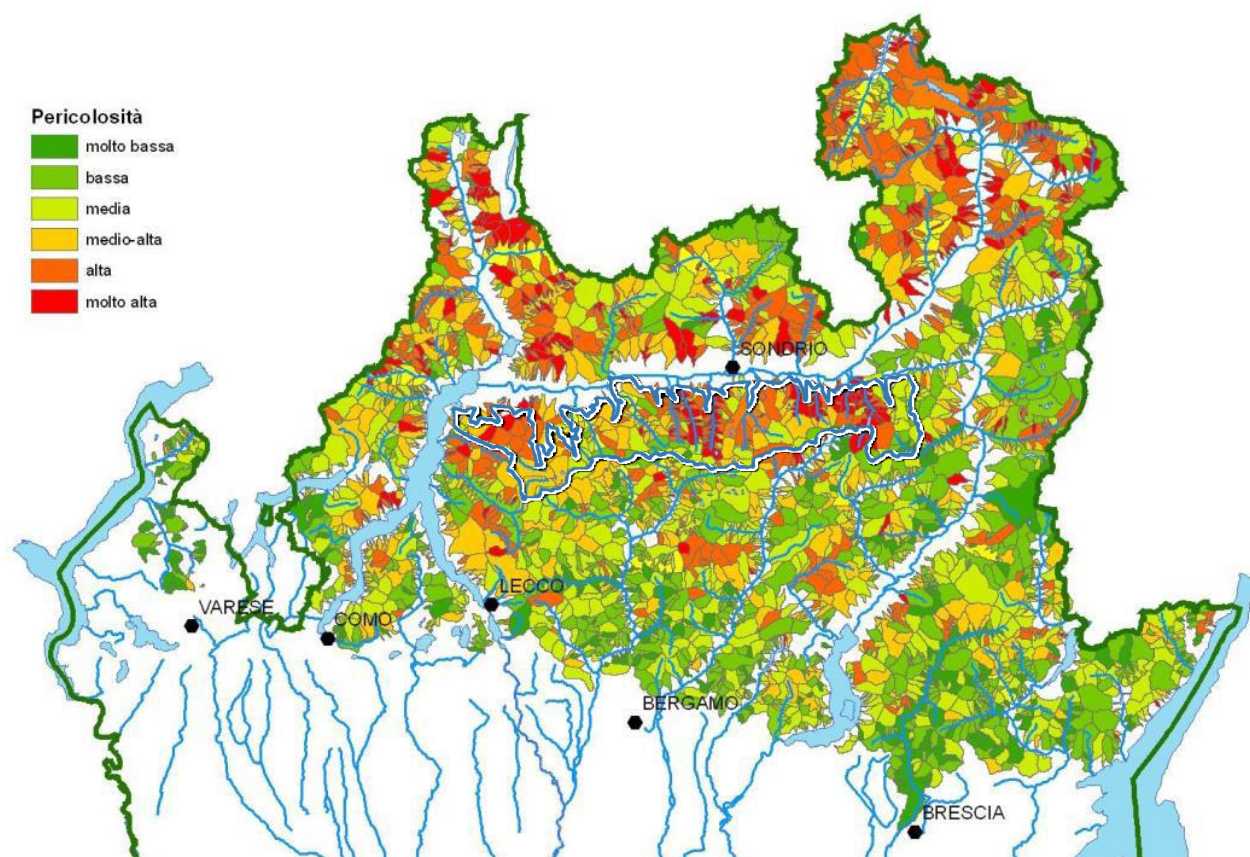 Pericolosità
molto bassa
bassa
media
medio-alta
alta
molto alta
SONDRIO
LECCO
VARESE
COMO
BERGAMO
BRESCIA